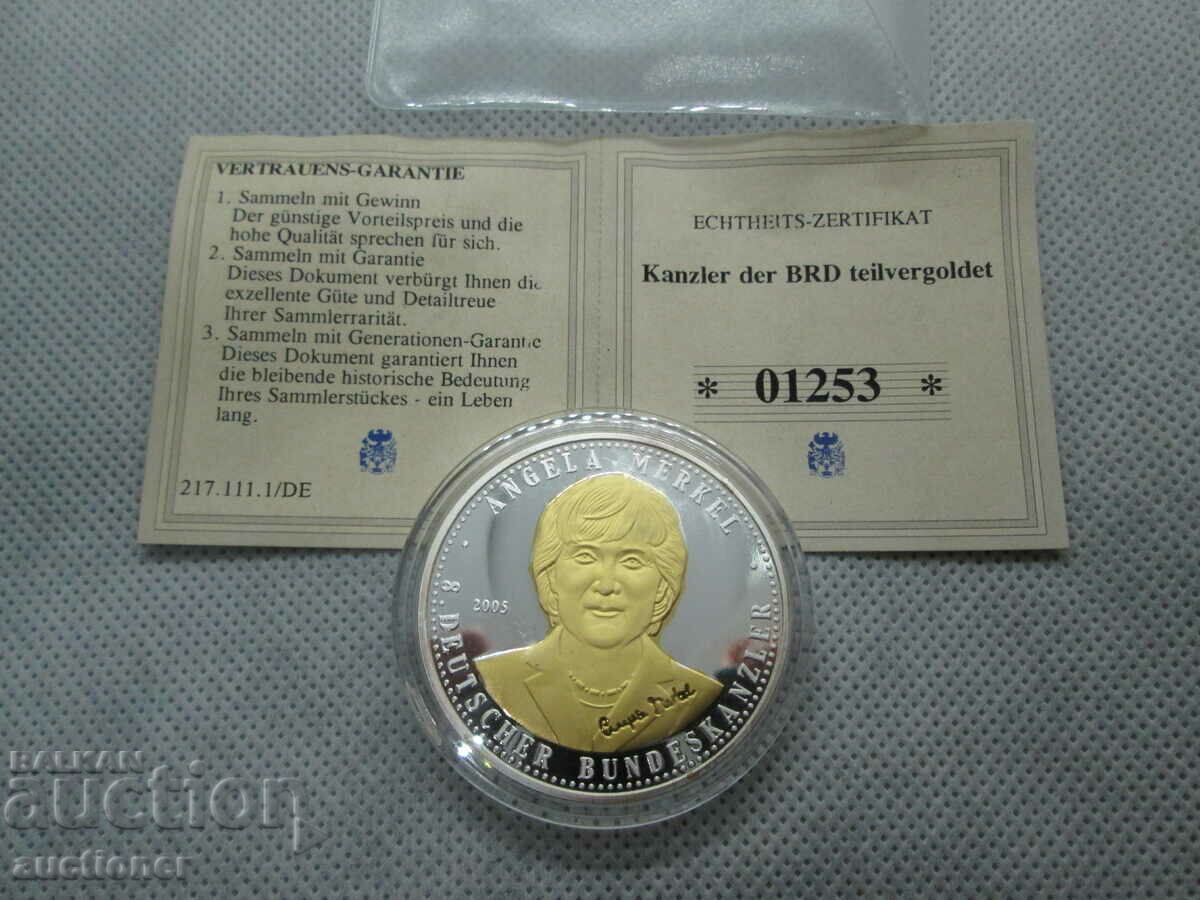 VERTRAUENS-GARANTIE
1. Sammeln mit Gewinn
Der günstige Vorteilspreis und die
hohe Qualität sprechen für sich.
2. Sammeln mit Garantie
Dieses Dokument verbürgt Ihnen die
exzellente Güte und Detailtreue
Ihrer Sammlerrarität.
3. Sammeln mit Generationen-Garantie
Dieses Dokument garantiert Ihnen
die bleibende historische Bedeutung
Ihres Sammlerstückes - ein Leben
lang.
217.111.1/DE
ECHTHEITS-ZERTIFIKAT
Kanzler der BRD teilvergoldet
* 01253 *
· ANGELA MERKEL ·
2005
8. DEUTSCHER BUNDESKANZLER
Angela Merkel
BALKAN
auction
auctioner